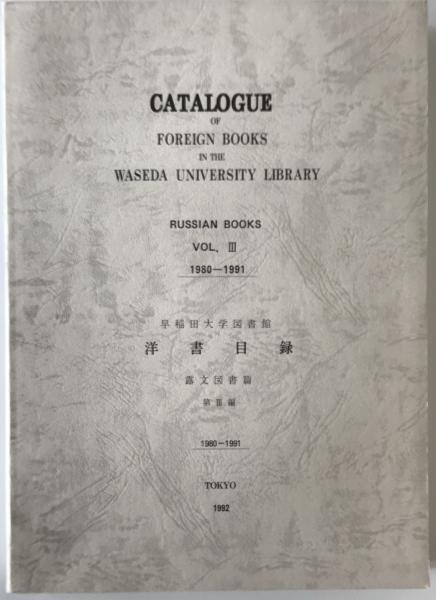 CATALOGUE
OF
FOREIGN BOOKS
IN THE
WASEDA UNIVERSITY LIBRARY
RUSSIAN BOOKS
VOL. Ⅲ
1980—1991
早稲田大学図書館
洋書目録
露文図書篇
第Ⅲ編
1980—1991
TOKYO
1992